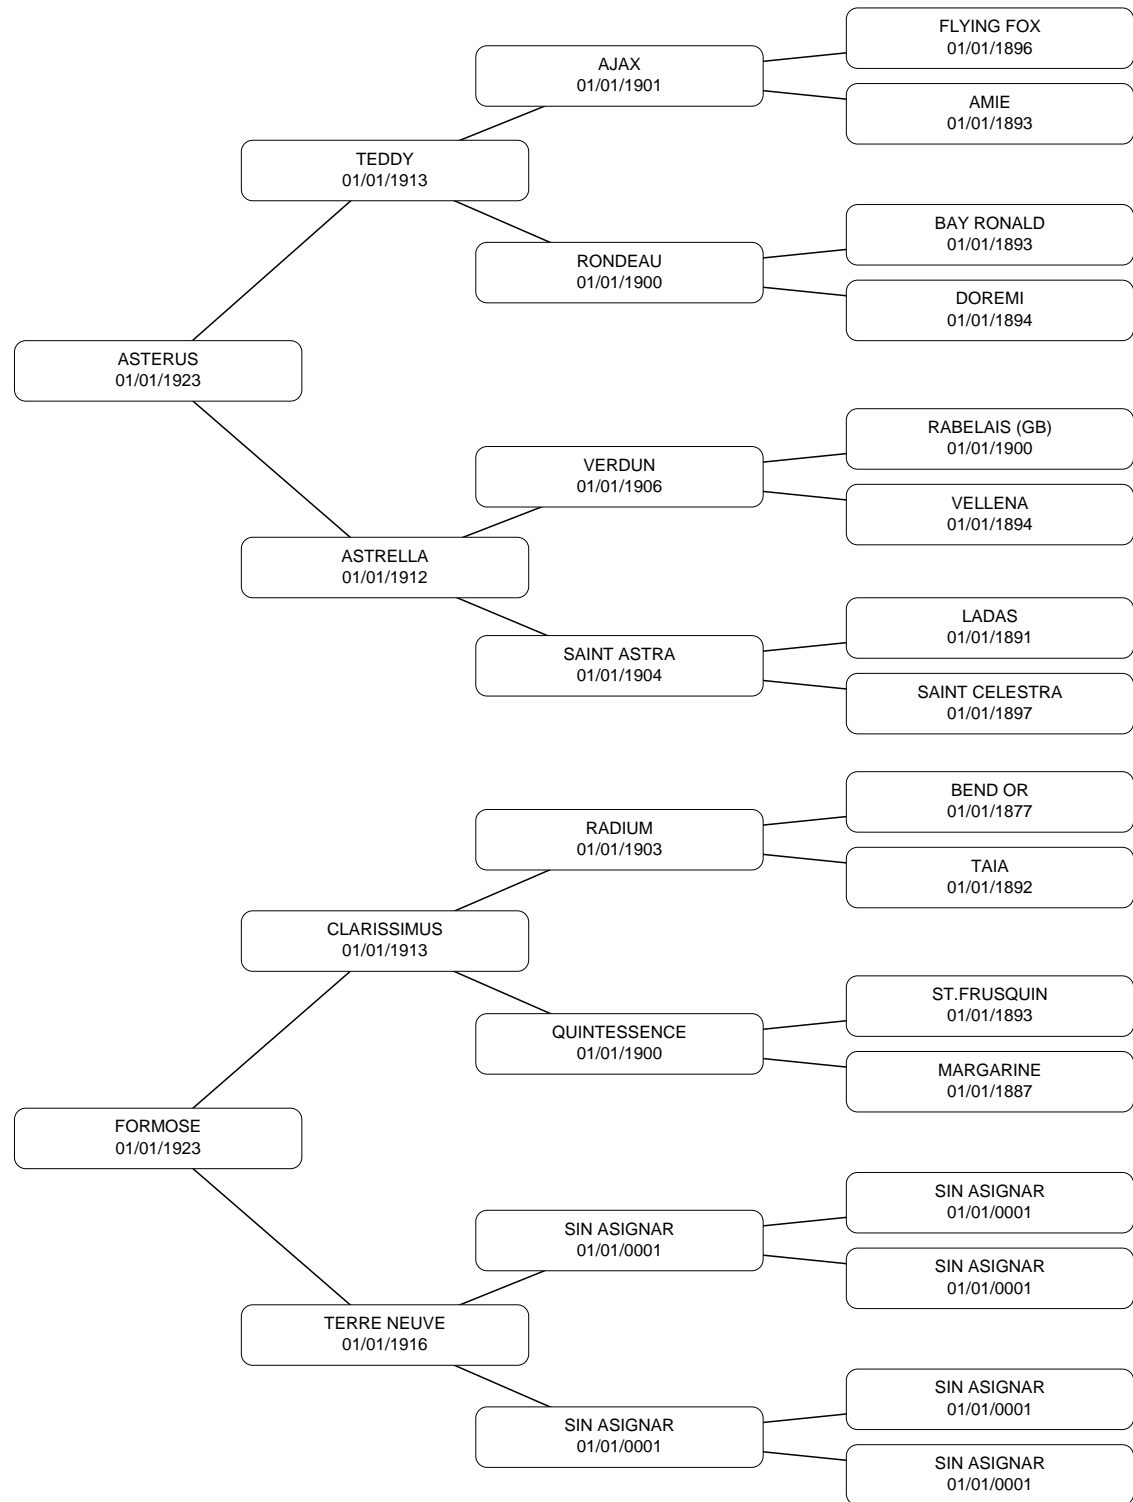 FLYING FOX
01/01/1896
AJAX
01/01/1901
AMIE
01/01/1893
TEDDY
01/01/1913
BAY RONALD
01/01/1893
RONDEAU
01/01/1900
DOREMI
01/01/1894
ASTERUS
01/01/1923
RABELAIS (GB)
01/01/1900
VERDUN
01/01/1906
VELLENA
01/01/1894
ASTRELLA
01/01/1912
LADAS
01/01/1891
SAINT ASTRA
01/01/1904
SAINT CELESTRA
01/01/1897
BEND OR
01/01/1877
RADIUM
01/01/1903
TAIA
01/01/1892
CLARISSIMUS
01/01/1913
ST.FRUSQUIN
01/01/1893
QUINTESSENCE
01/01/1900
MARGARINE
01/01/1887
FORMOSE
01/01/1923
SIN ASIGNAR
01/01/0001
SIN ASIGNAR
01/01/0001
SIN ASIGNAR
01/01/0001
TERRE NEUVE
01/01/1916
SIN ASIGNAR
01/01/0001
SIN ASIGNAR
01/01/0001
SIN ASIGNAR
01/01/0001